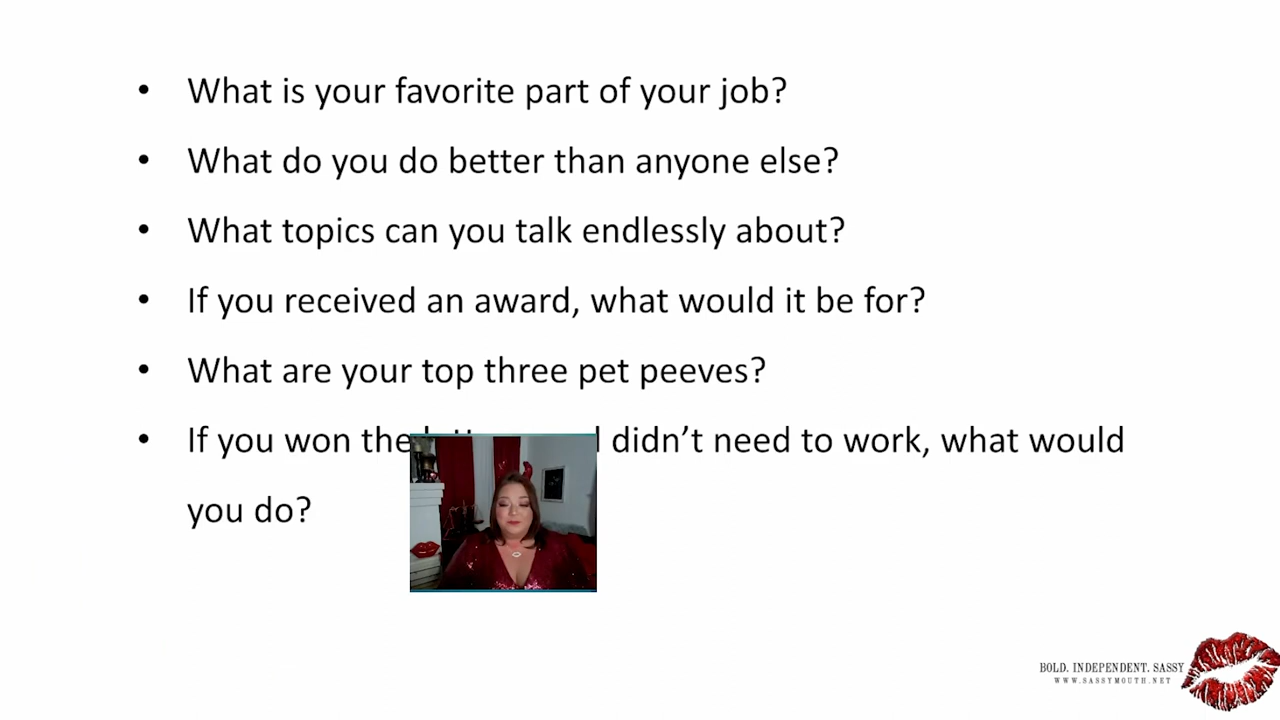 • What is your favorite part of your job?
• What do you do better than anyone else?
• What topics can you talk endlessly about?
• If you received an award, what would it be for?
• What are your top three pet peeves?
• If you won the didn’t need to work, what would
you do?
BOLD. INDEPENDENT. SASSY
WWW.SASSYMOUTH.NET